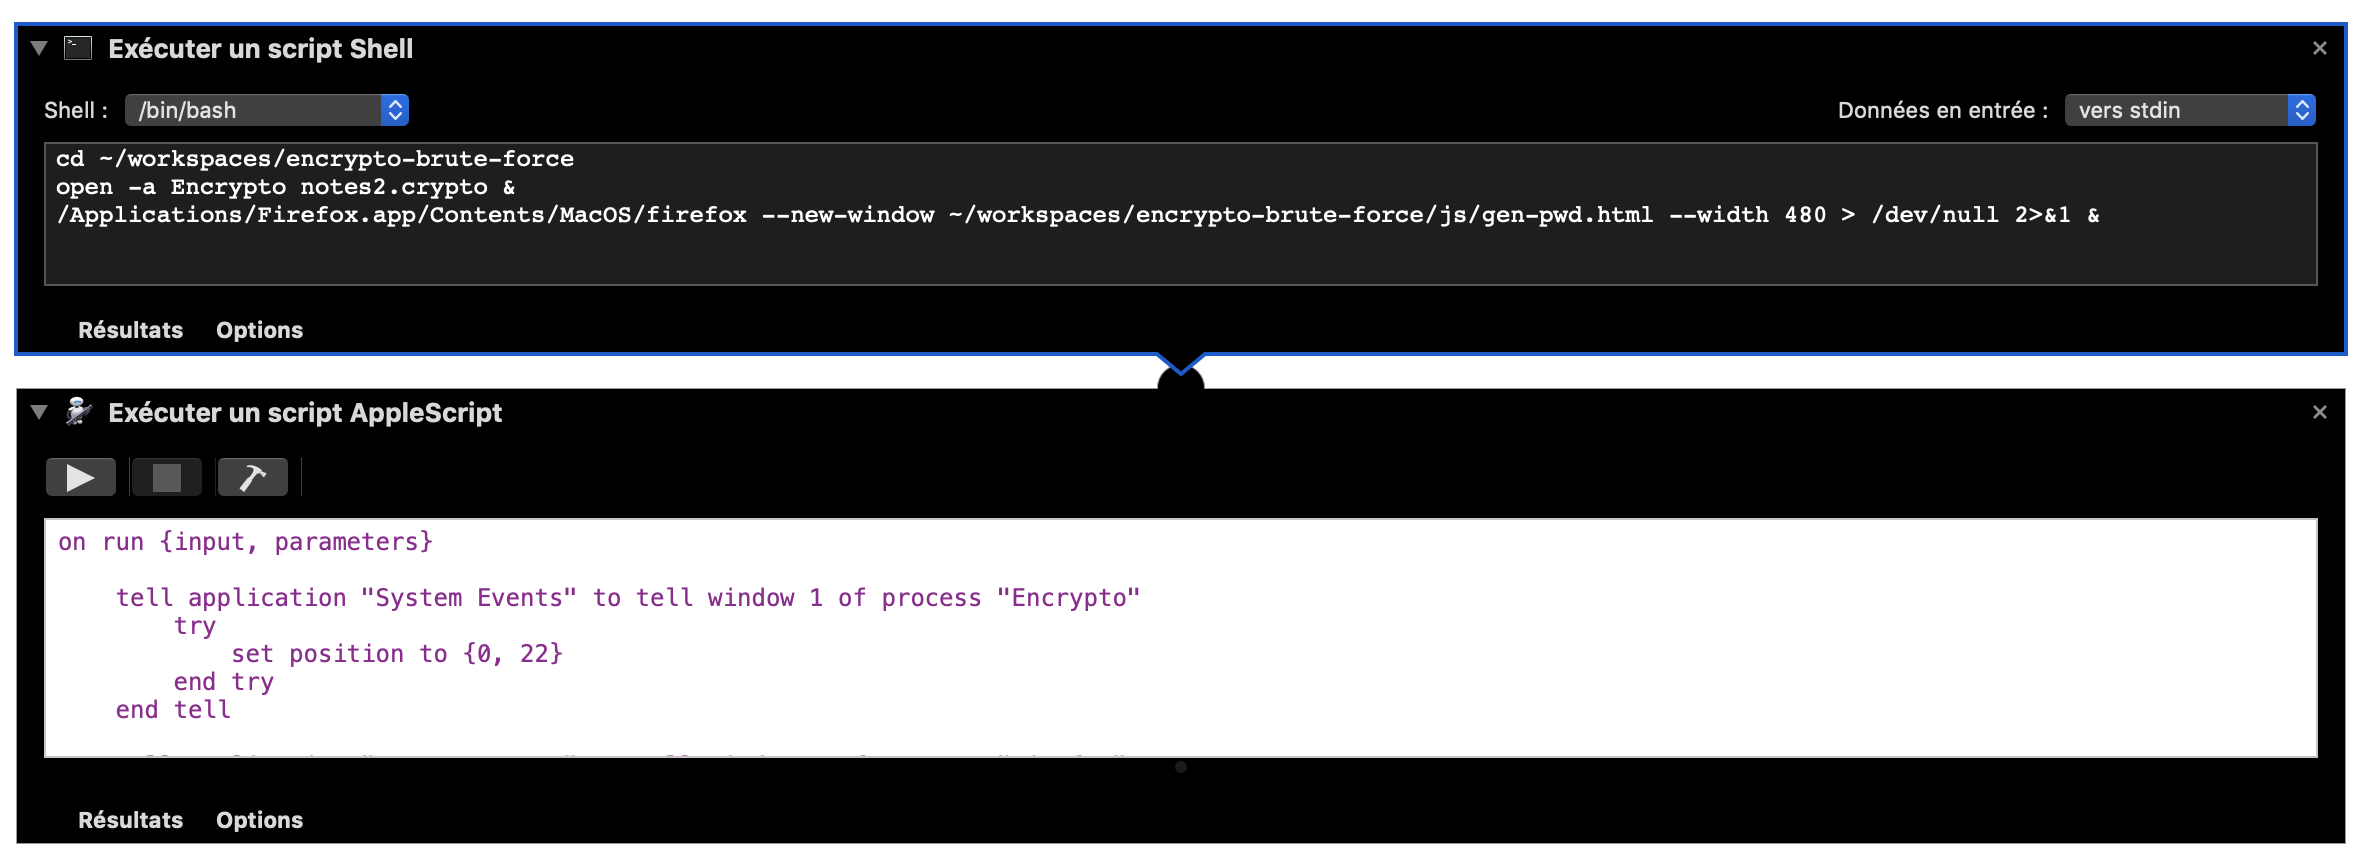 Exécuter un script Shell
Shell : /bin/bash Données en entrée : vers stdin
cd ~/workspaces/encrypto-brute-force
open -a Encrypto notes2.crypto &
/Applications/Firefox.app/Contents/MacOS/firefox --new-window ~/workspaces/encrypto-brute-force/js/gen-pwd.html --width 480 > /dev/null 2>&1 &
Résultats Options
Exécuter un script AppleScript
on run {input, parameters}
tell application "System Events" to tell window 1 of process "Encrypto"
try
set position to {0, 22}
end try
end tell
Résultats Options